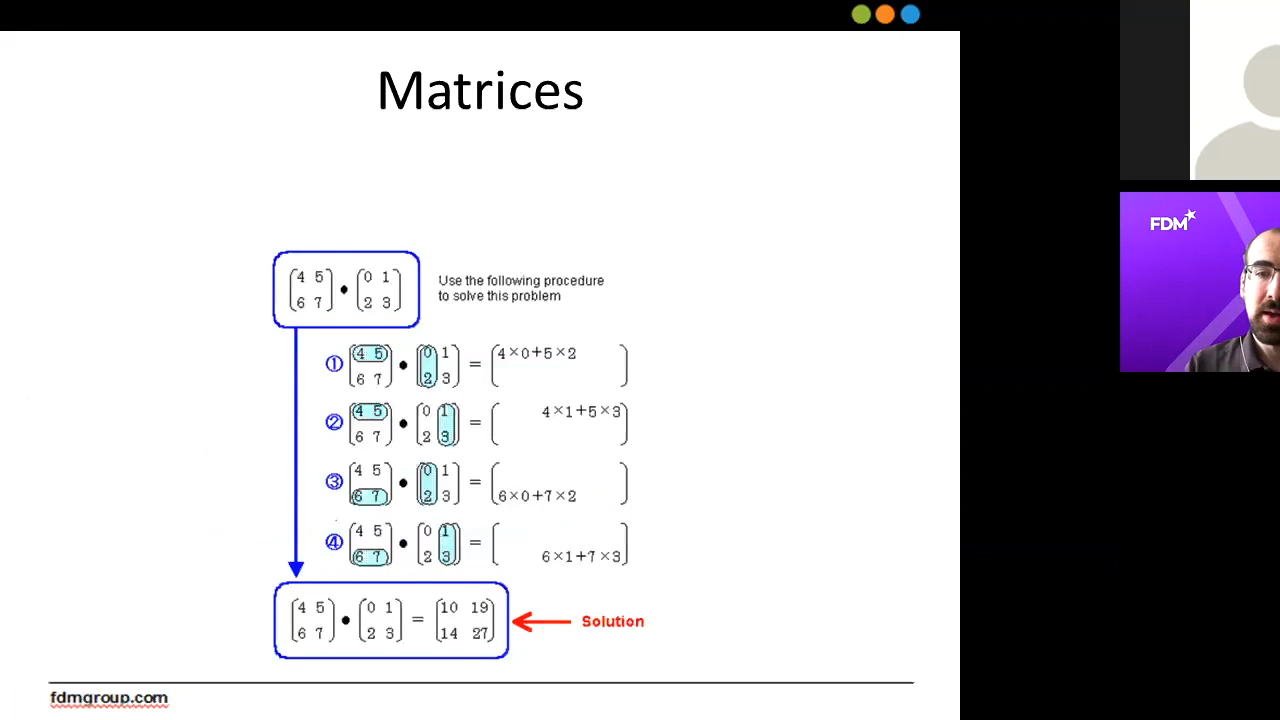 Matrices
FDM
4 5 0 1
6 7 • 2 3
Use the following procedure
to solve this problem
① 4 5 • 0 1 = 4×0+5×2
6 7 2 3
② 4 5 • 0 1 = 4×1+5×3
6 7 2 3
③ 4 5 • 0 1 =
6 7 2 3 6×0+7×2
④ 4 5 • 0 1 =
6 7 2 3 6×1+7×3
4 5 • 0 1 = 10 19
6 7 2 3 14 27
Solution
fdmgroup.com